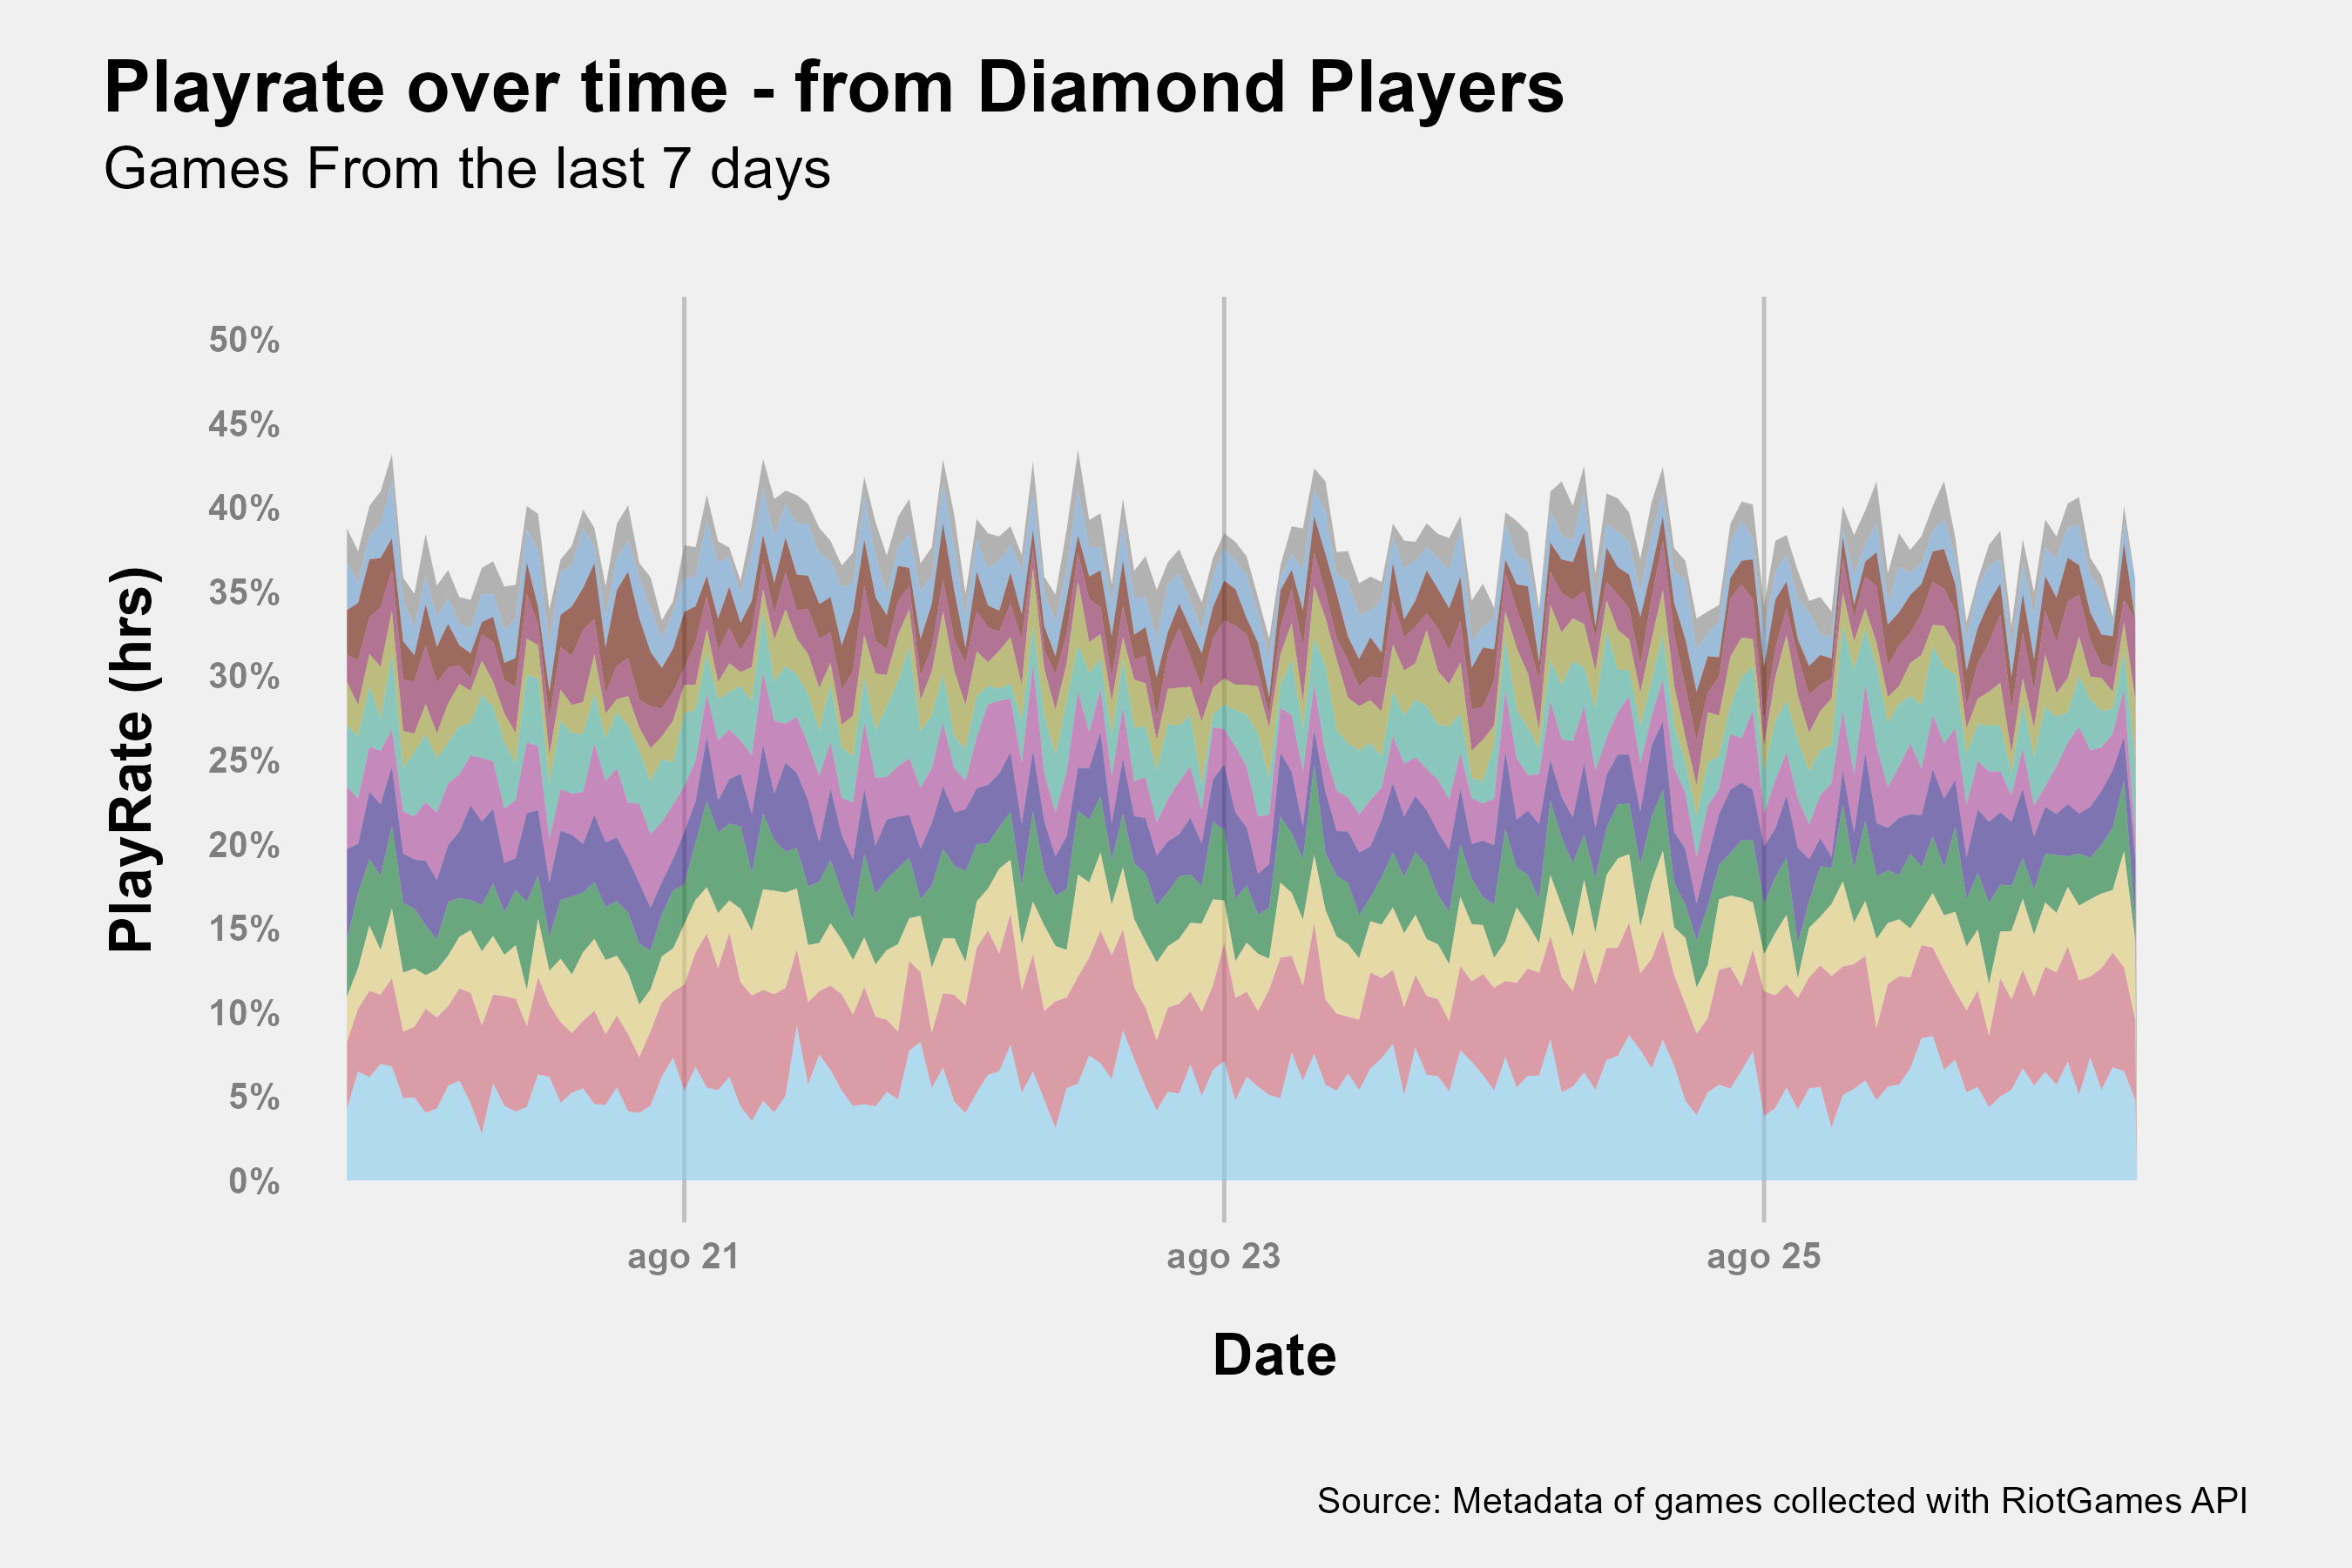 Playrate over time - from Diamond Players
Games From the last 7 days
PlayRate (hrs)
50%
45%
40%
35%
30%
25%
20%
15%
10%
5%
0%
ago 21
ago 23
ago 25
Date
Source: Metadata of games collected with RiotGames API